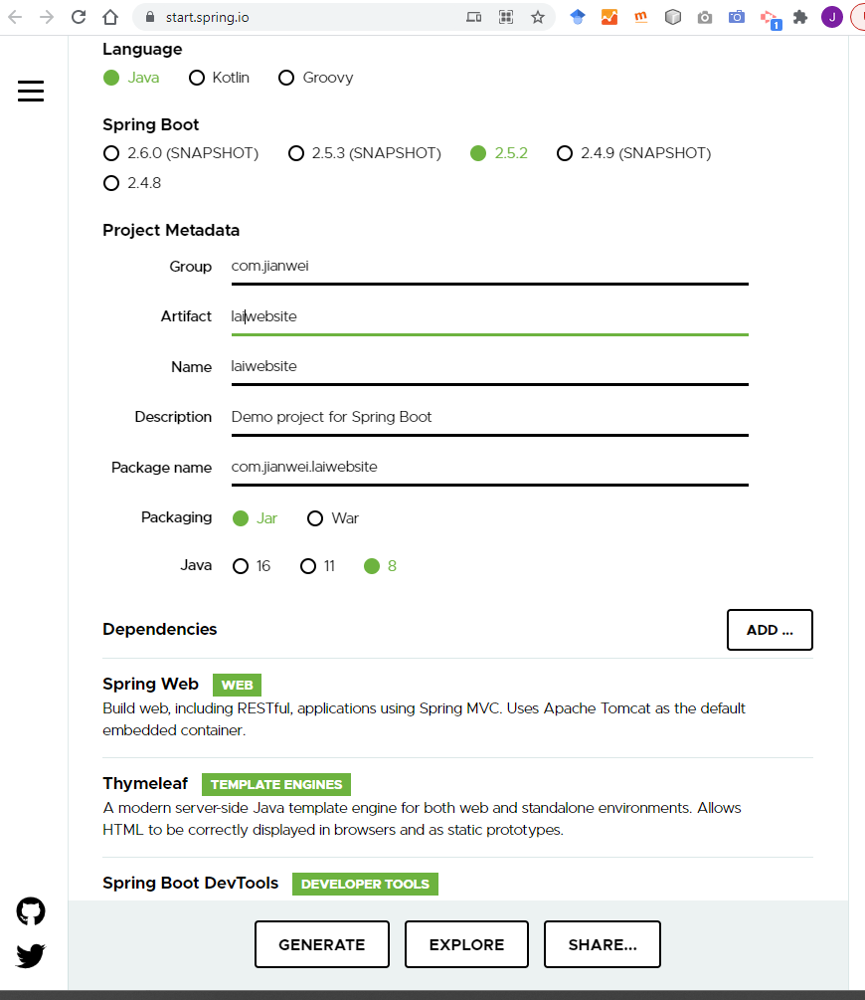 start.spring.io
J
1
Language
Java Kotlin Groovy
Spring Boot
2.6.0 (SNAPSHOT) 2.5.3 (SNAPSHOT) 2.5.2 2.4.9 (SNAPSHOT)
2.4.8
Project Metadata
Group com.jianwei
Artifact laiwebsite
Name laiwebsite
Description Demo project for Spring Boot
Package name com.jianwei.laiwebsite
Packaging Jar War
Java 16 11 8
Dependencies ADD ...
Spring Web WEB
Build web, including RESTful, applications using Spring MVC. Uses Apache Tomcat as the default
embedded container.
Thymeleaf TEMPLATE ENGINES
A modern server-side Java template engine for both web and standalone environments. Allows
HTML to be correctly displayed in browsers and as static prototypes.
Spring Boot DevTools DEVELOPER TOOLS
GENERATE EXPLORE SHARE...